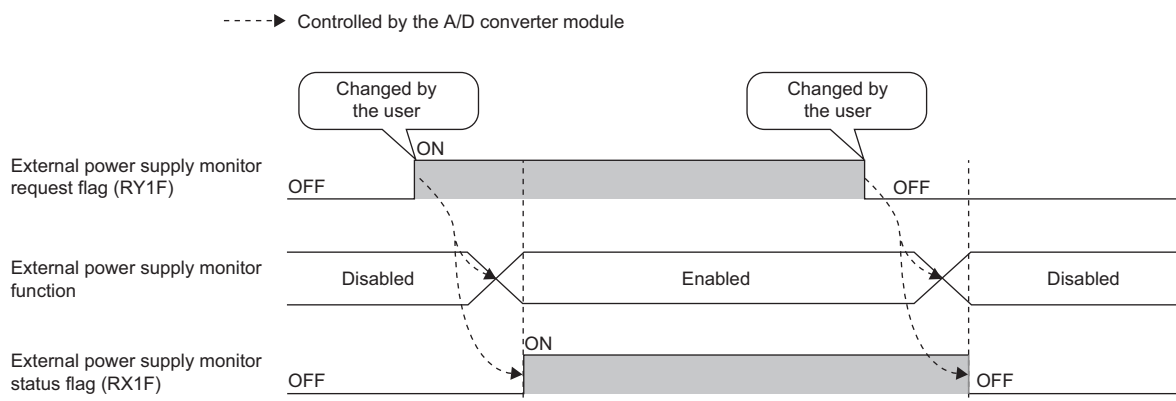 Controlled by the A/D converter module
Changed by
the user
Changed by
the user
External power supply monitor
request flag (RY1F)
OFF
ON
OFF
External power supply monitor
function
Disabled
Enabled
Disabled
External power supply monitor
status flag (RX1F)
OFF
ON
OFF